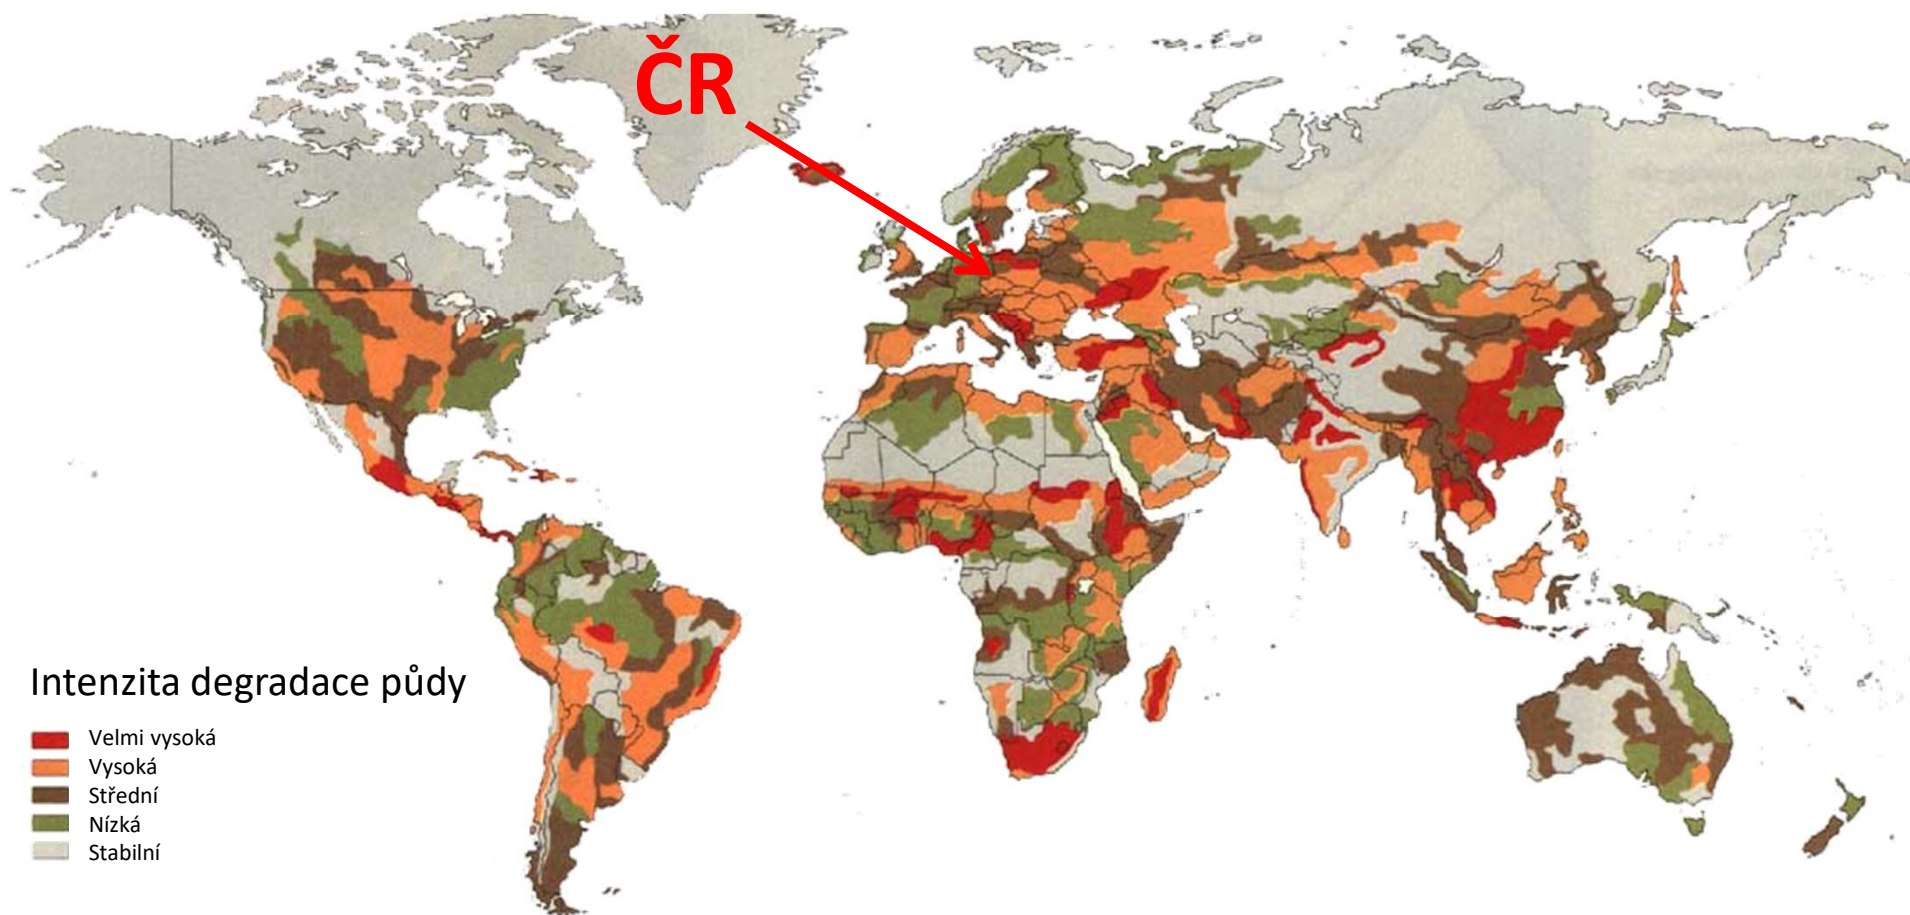 ČR
Intenzita degradace půdy
Velmi vysoká
Vysoká
Střední
Nízká
Stabilní